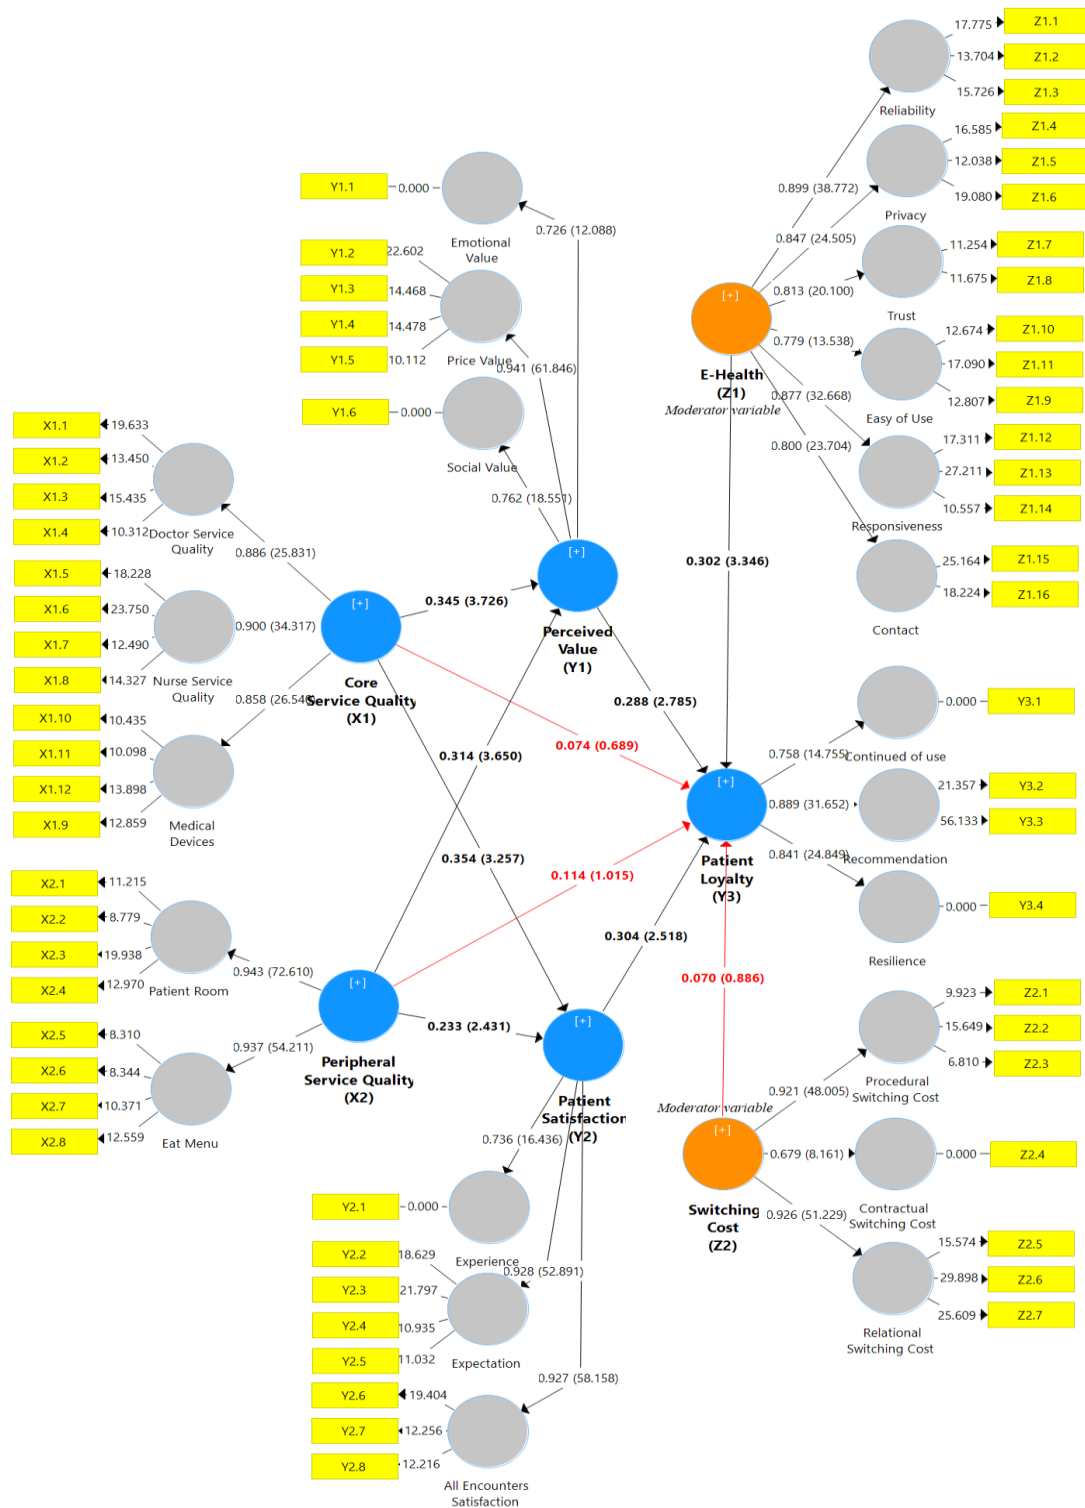 17.775
Z1.1
13.704
Z1.2
15.726
Z1.3
Reliability
16.585
Z1.4
12.038
Z1.5
19.080
Z1.6
Privacy
0.899 (38.772)
0.847 (24.505)
11.254
Z1.7
11.675
Z1.8
Trust
0.813 (20.100)
12.674
Z1.10
17.090
Z1.11
12.807
Z1.9
Easy of Use
0.779 (13.538)
[+]
E-Health
(Z1)
Moderator variable
0.877 (32.668)
17.311
Z1.12
27.211
Z1.13
10.557
Z1.14
Responsiveness
0.800 (23.704)
25.164
Z1.15
18.224
Z1.16
Contact
0.302 (3.346)
Y1.1
0.000
Emotional
Value
0.726 (12.088)
Y1.2
22.602
Y1.3
14.468
Y1.4
14.478
Y1.5
10.112
Price Value
0.941 (61.846)
Y1.6
0.000
Social Value
0.762 (18.551)
[+]
Perceived
Value
(Y1)
X1.1
19.633
X1.2
13.450
X1.3
15.435
X1.4
10.312
Doctor Service
Quality
0.886 (25.831)
X1.5
18.228
X1.6
23.750
X1.7
12.490
X1.8
14.327
Nurse Service
Quality
0.900 (34.317)
[+]
Core
Service Quality
(X1)
0.345 (3.726)
0.858 (26.546)
X1.10
10.435
X1.11
10.098
X1.12
13.898
X1.9
12.859
Medical
Devices
0.074 (0.689)
0.314 (3.650)
0.288 (2.785)
0.354 (3.257)
0.114 (1.015)
[+]
Patient
Loyalty
(Y3)
0.758 (14.755)
0.000
Y3.1
Continued of use
0.889 (31.652)
21.357
Y3.2
56.133
Y3.3
Recommendation
0.841 (24.849)
0.000
Y3.4
Resilience
X2.1
11.215
X2.2
8.779
X2.3
19.938
X2.4
12.970
Patient Room
0.943 (72.610)
X2.5
8.310
X2.6
8.344
X2.7
10.371
X2.8
12.559
Eat Menu
0.937 (54.211)
[+]
Peripheral
Service Quality
(X2)
0.233 (2.431)
0.304 (2.518)
0.070 (0.886)
[+]
Patient
Satisfaction
(Y2)
0.736 (16.436)
Y2.1
0.000
Experience
0.928 (52.891)
Y2.2
18.629
Y2.3
21.797
Y2.4
10.935
Y2.5
11.032
Expectation
0.927 (58.158)
Y2.6
19.404
Y2.7
12.256
Y2.8
12.216
All Encounters
Satisfaction
Moderator variable
[+]
Switching
Cost
(Z2)
0.921 (48.005)
9.923
Z2.1
15.649
Z2.2
6.810
Z2.3
Procedural
Switching Cost
0.679 (8.161)
0.000
Z2.4
Contractual
Switching Cost
0.926 (51.229)
15.574
Z2.5
29.898
Z2.6
25.609
Z2.7
Relational
Switching Cost